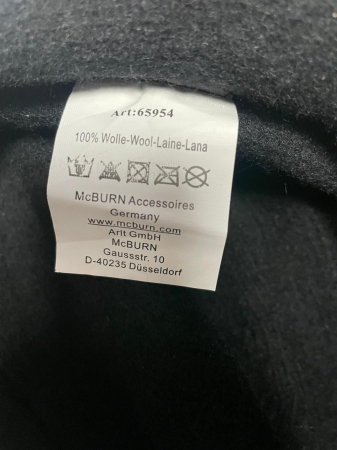 Art:65954
100% Wolle-Wool-Laine-Lana
McBURN Accessoires
Germany
www.mcburn.com
Arit GmbH
McBURN
Gaussstr. 10
D-40235 Düsseldorf